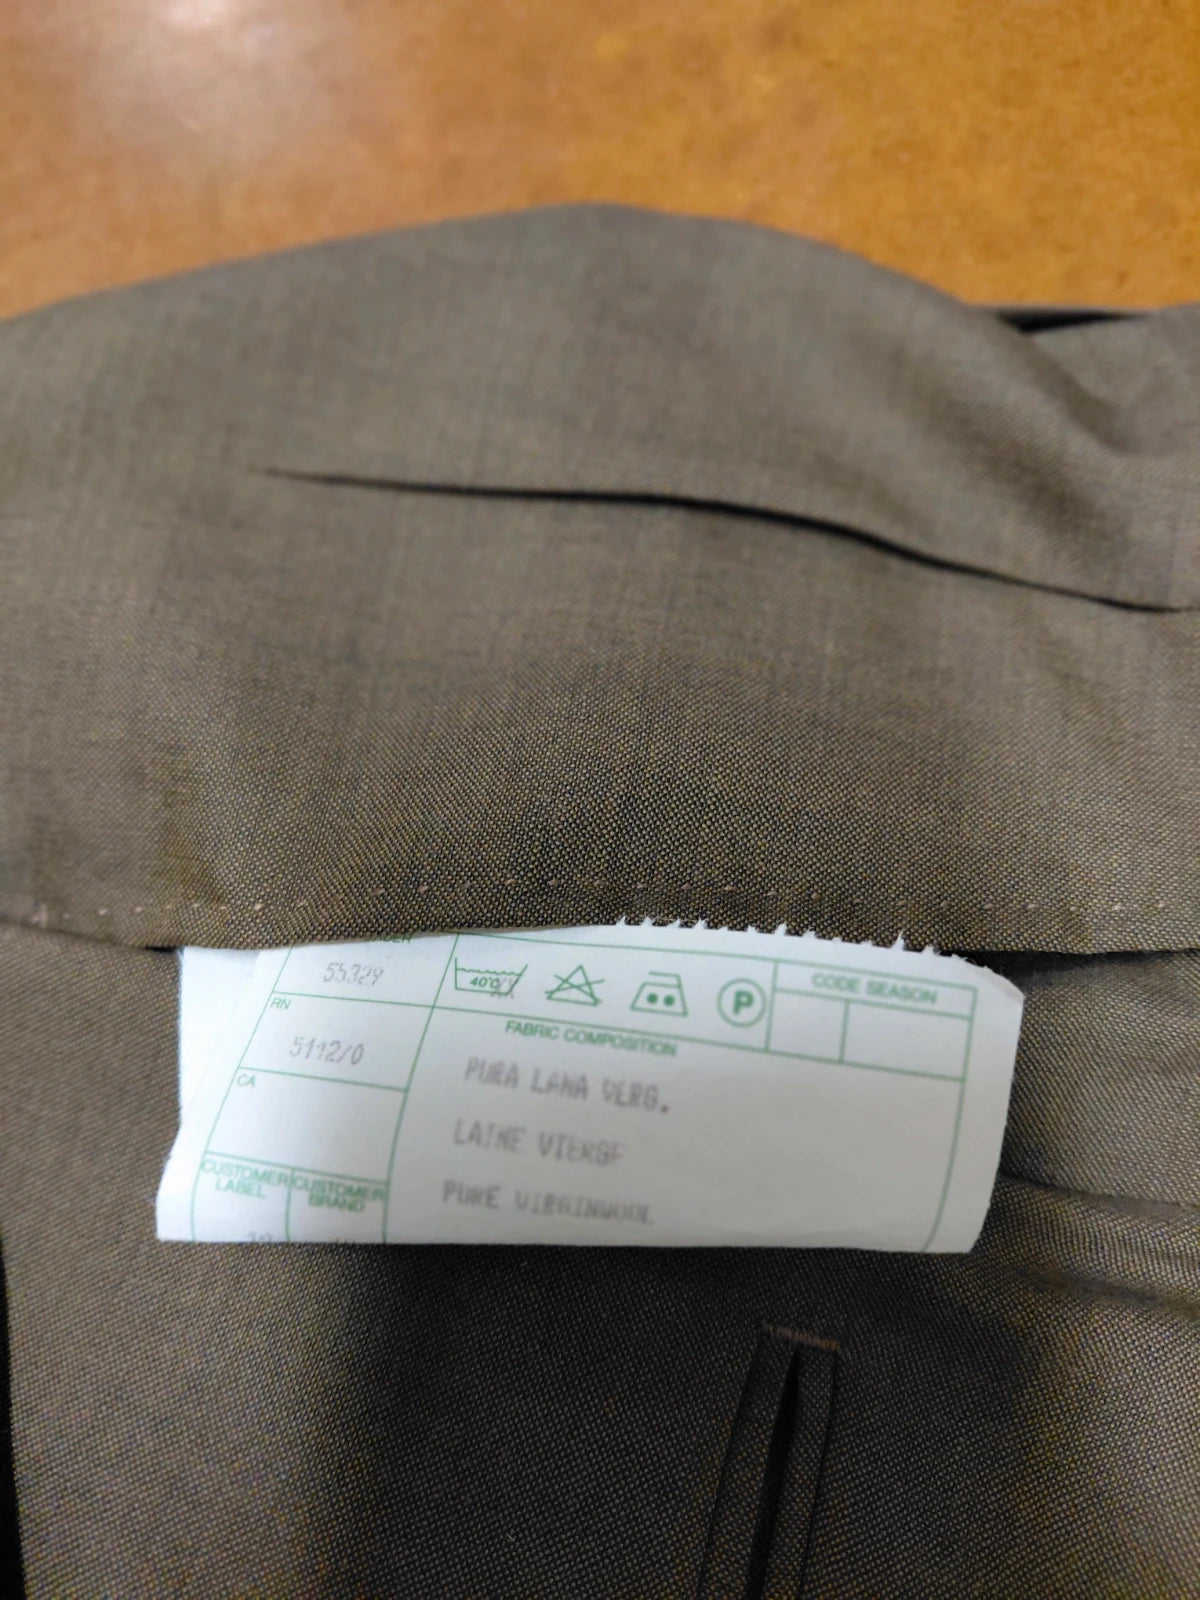 55329
40°C
P
CODE SEASON
RN
5112/0
FABRIC COMPOSITION
CA
PURA LANA VERG.
LAINE VIERGE
PURE VIRGINWOOL
CUSTOMER LABEL
CUSTOMER BRAND